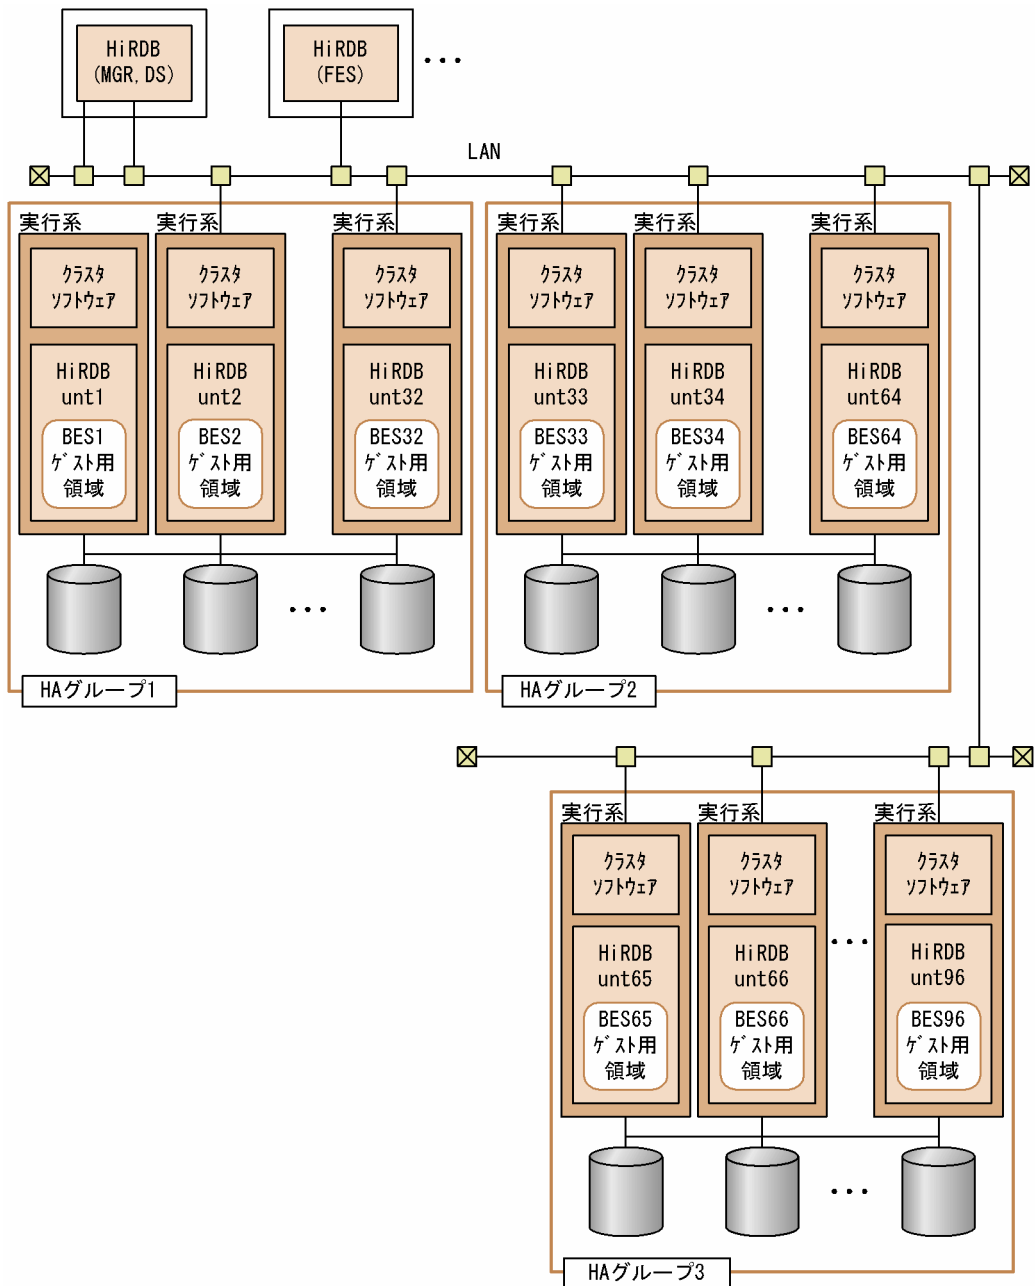 HiRDB
(MGR,DS)
HiRDB
(FES)
･･･
LAN
実行系
クラスタ
ソフトウェア
HiRDB
unt1
BES1
ゲスト用
領域
実行系
クラスタ
ソフトウェア
HiRDB
unt2
BES2
ゲスト用
領域
実行系
クラスタ
ソフトウェア
HiRDB
unt32
BES32
ゲスト用
領域
･･･
HAグループ1
実行系
クラスタ
ソフトウェア
HiRDB
unt33
BES33
ゲスト用
領域
実行系
クラスタ
ソフトウェア
HiRDB
unt34
BES34
ゲスト用
領域
実行系
クラスタ
ソフトウェア
HiRDB
unt64
BES64
ゲスト用
領域
･･･
HAグループ2
実行系
クラスタ
ソフトウェア
HiRDB
unt65
BES65
ゲスト用
領域
実行系
クラスタ
ソフトウェア
HiRDB
unt66
BES66
ゲスト用
領域
･･･
実行系
クラスタ
ソフトウェア
HiRDB
unt96
BES96
ゲスト用
領域
･･･
HAグループ3